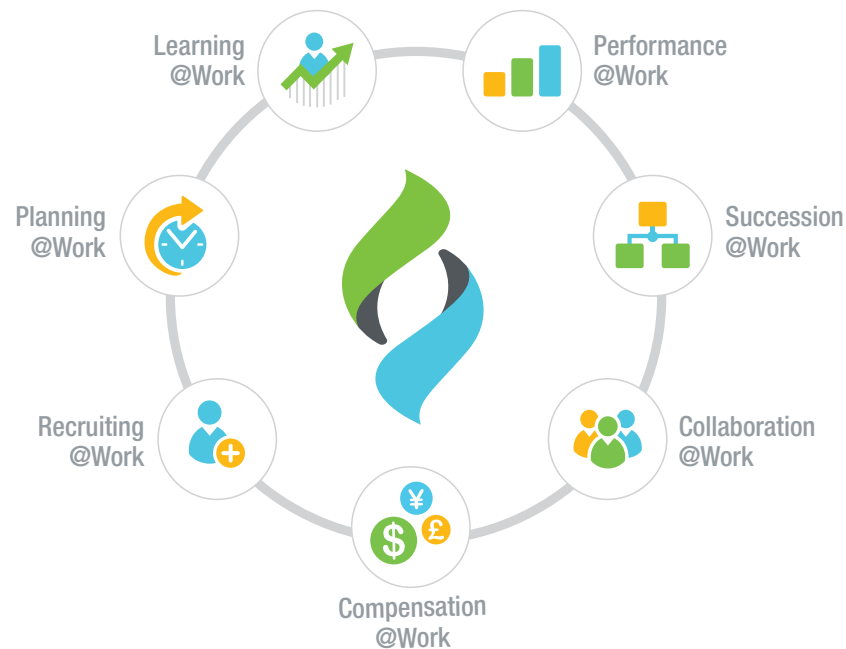 Learning
@Work
Performance
@Work
Planning
@Work
Succession
@Work
Recruiting
@Work
Collaboration
@Work
¥
$
£
Compensation
@Work